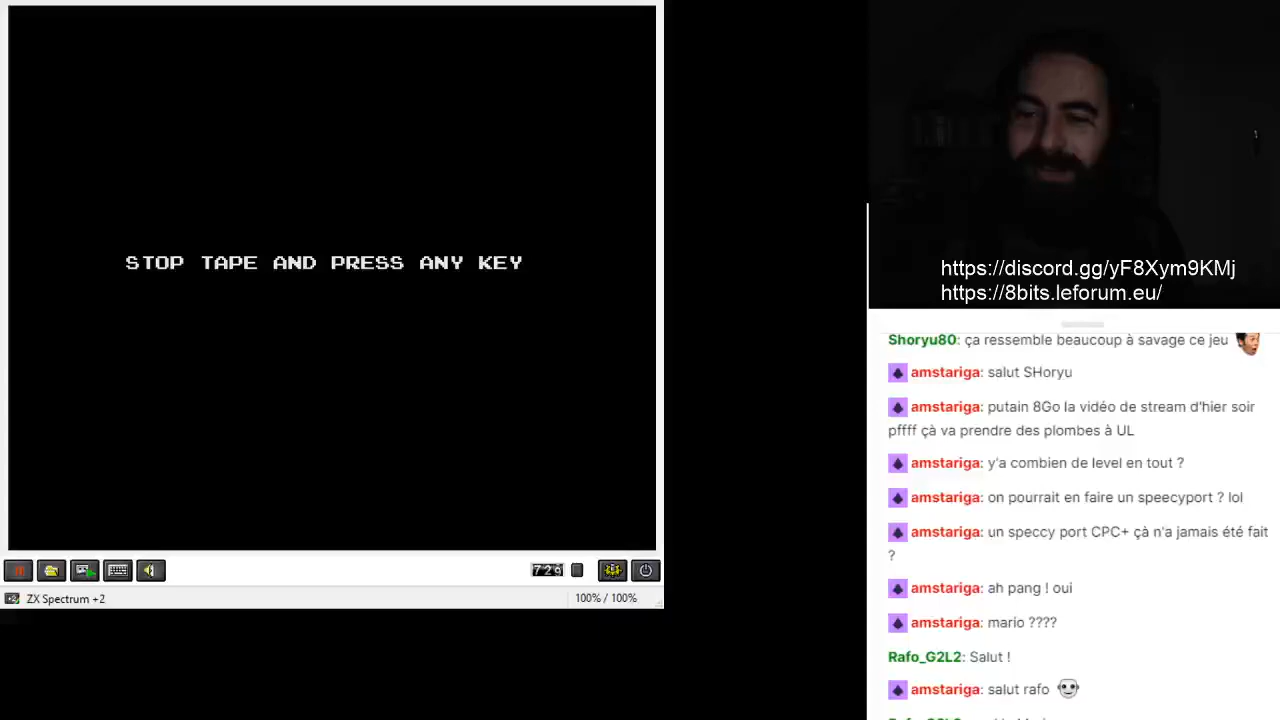 STOP TAPE AND PRESS ANY KEY
729
ZX Spectrum +2
100% / 100%
https://discord.gg/yF8Xym9KMj
https://8bits.leforum.eu/
Shoryu80: ça ressemble beaucoup à savage ce jeu
amstariga: salut SHoryu
amstariga: putain 8Go la vidéo de stream d'hier soir
pffff çà va prendre des plombes à UL
amstariga: y'a combien de level en tout ?
amstariga: on pourrait en faire un speecyport ? lol
amstariga: un speccy port CPC+ çà n'a jamais été fait
?
amstariga: ah pang ! oui
amstariga: mario ????
Rafo_G2L2: Salut !
amstariga: salut rafo